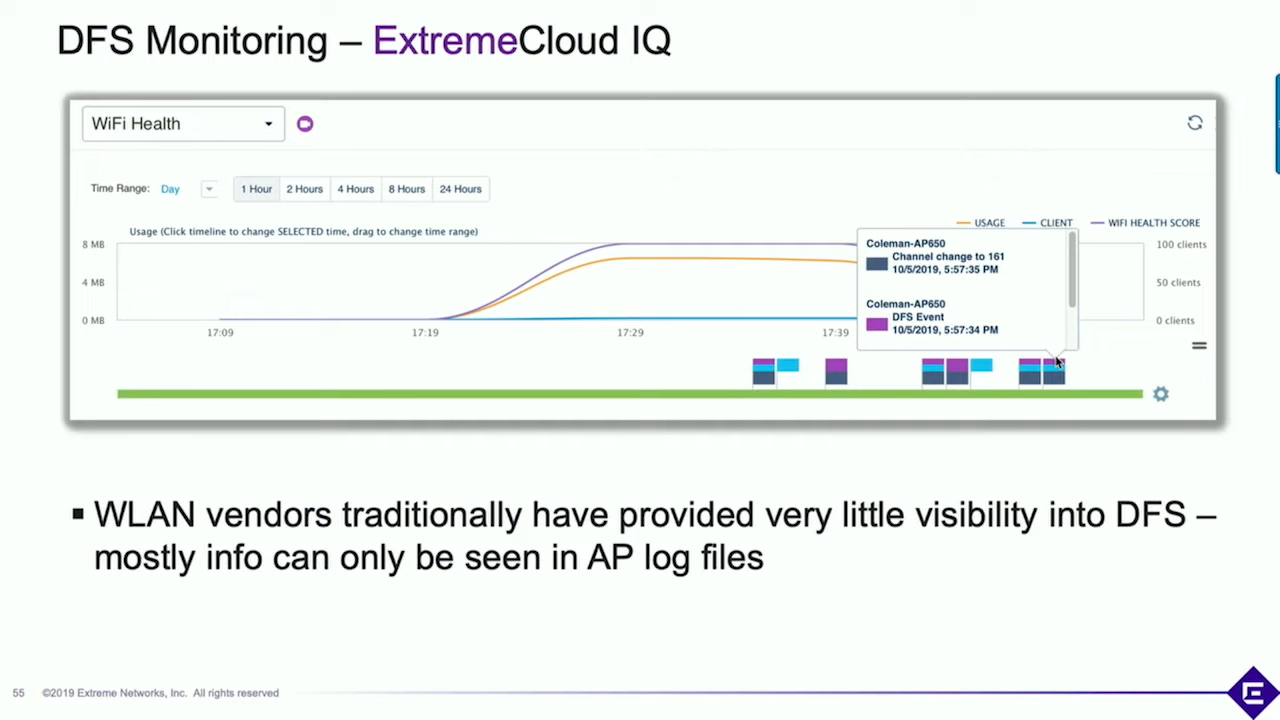 DFS Monitoring – ExtremeCloud IQ
WiFi Health
Time Range: Day 1 Hour 2 Hours 4 Hours 8 Hours 24 Hours
USAGE CLIENT WIFI HEALTH SCORE
Usage (Click timeline to change SELECTED time, drag to change time range)
8 MB
4 MB
0 MB
100 clients
50 clients
0 clients
17:09 17:19 17:29 17:39
Coleman-AP650
Channel change to 161
10/5/2019, 5:57:35 PM
Coleman-AP650
DFS Event
10/5/2019, 5:57:34 PM
▪ WLAN vendors traditionally have provided very little visibility into DFS –
mostly info can only be seen in AP log files
55 ©2019 Extreme Networks, Inc. All rights reserved